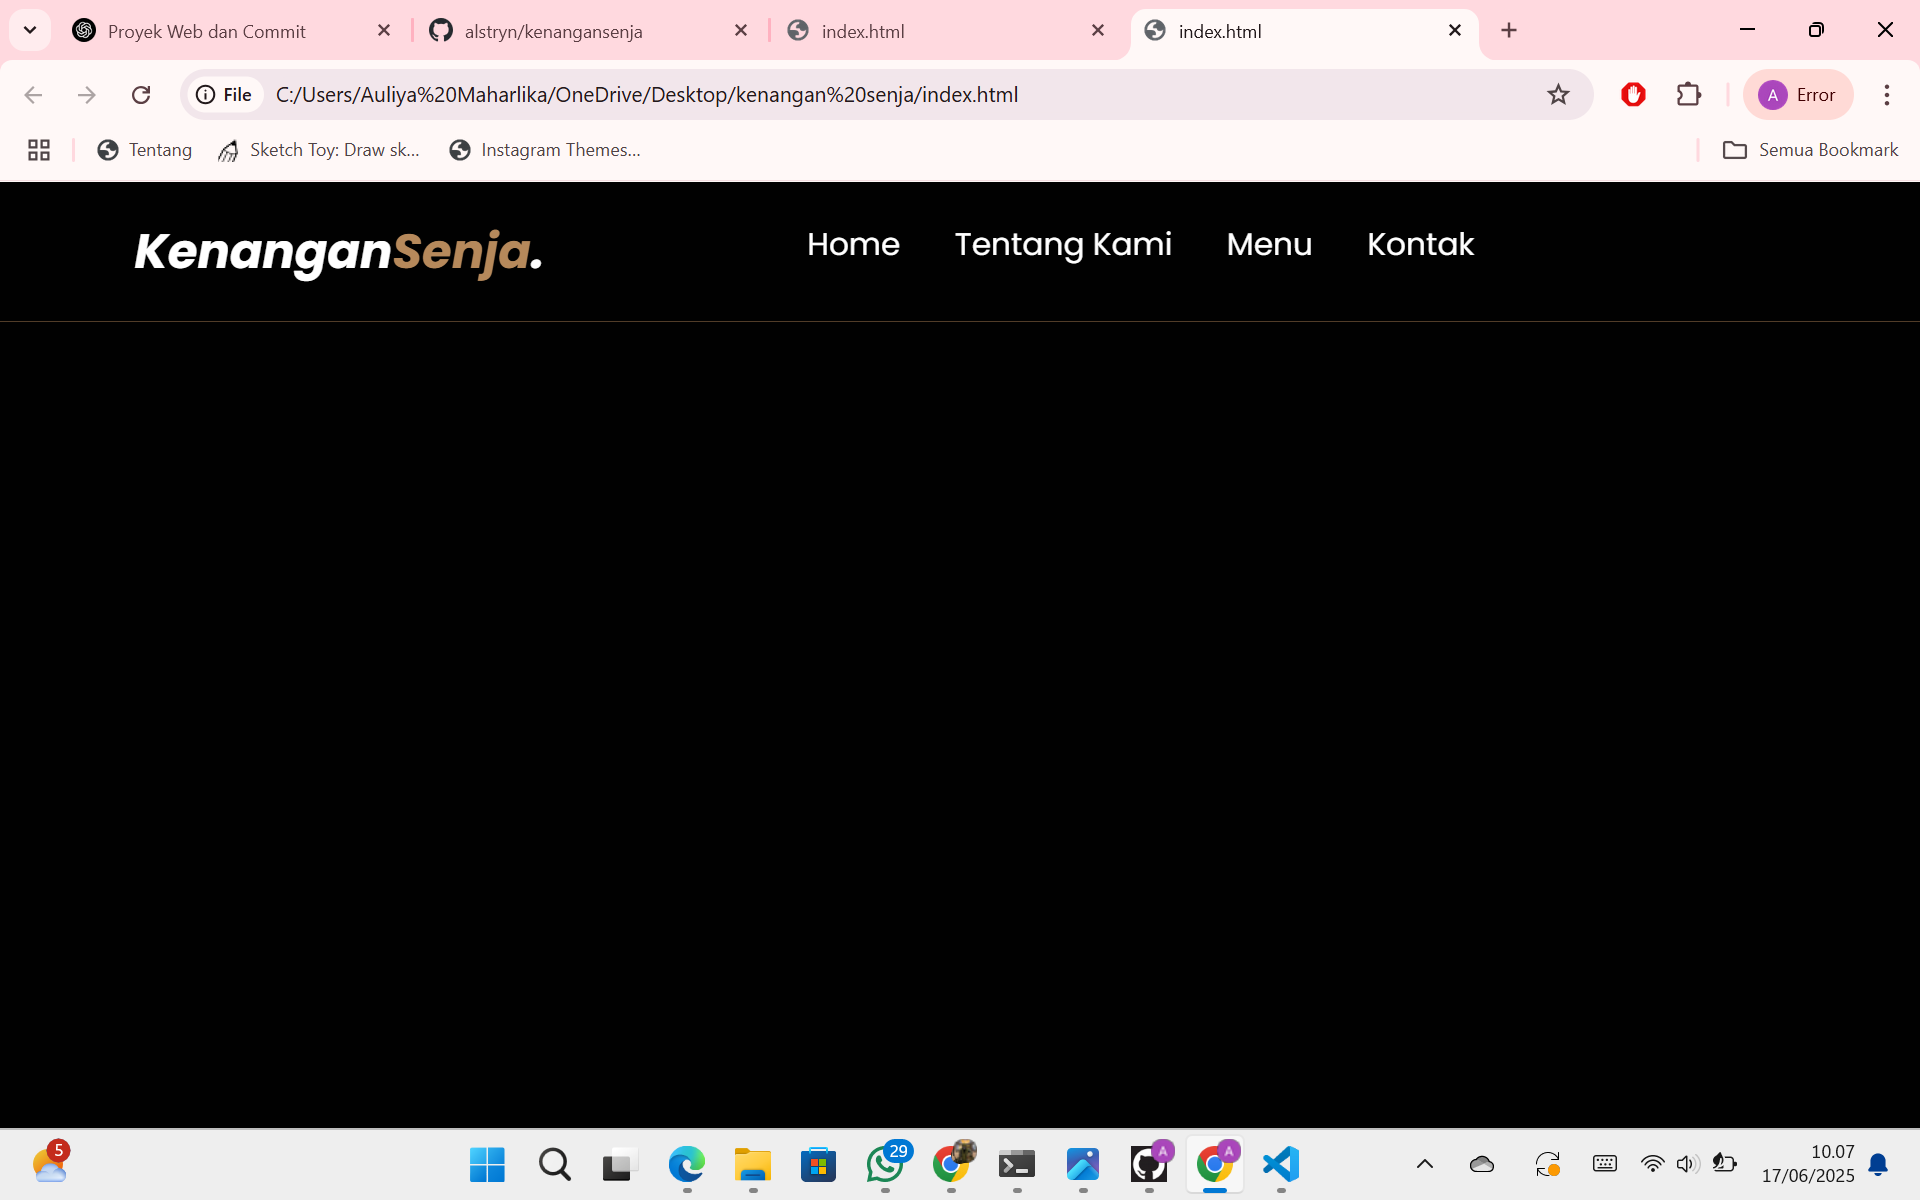 Proyek Web dan Commit
alstryn/kenangansenja
index.html
index.html
File
C:/Users/Auliya%20Maharlika/OneDrive/Desktop/kenangan%20senja/index.html
A
Error
Tentang
Sketch Toy: Draw sk...
Instagram Themes...
Semua Bookmark
KenanganSenja.
Home
Tentang Kami
Menu
Kontak
5
29
A
A
10.07
17/06/2025